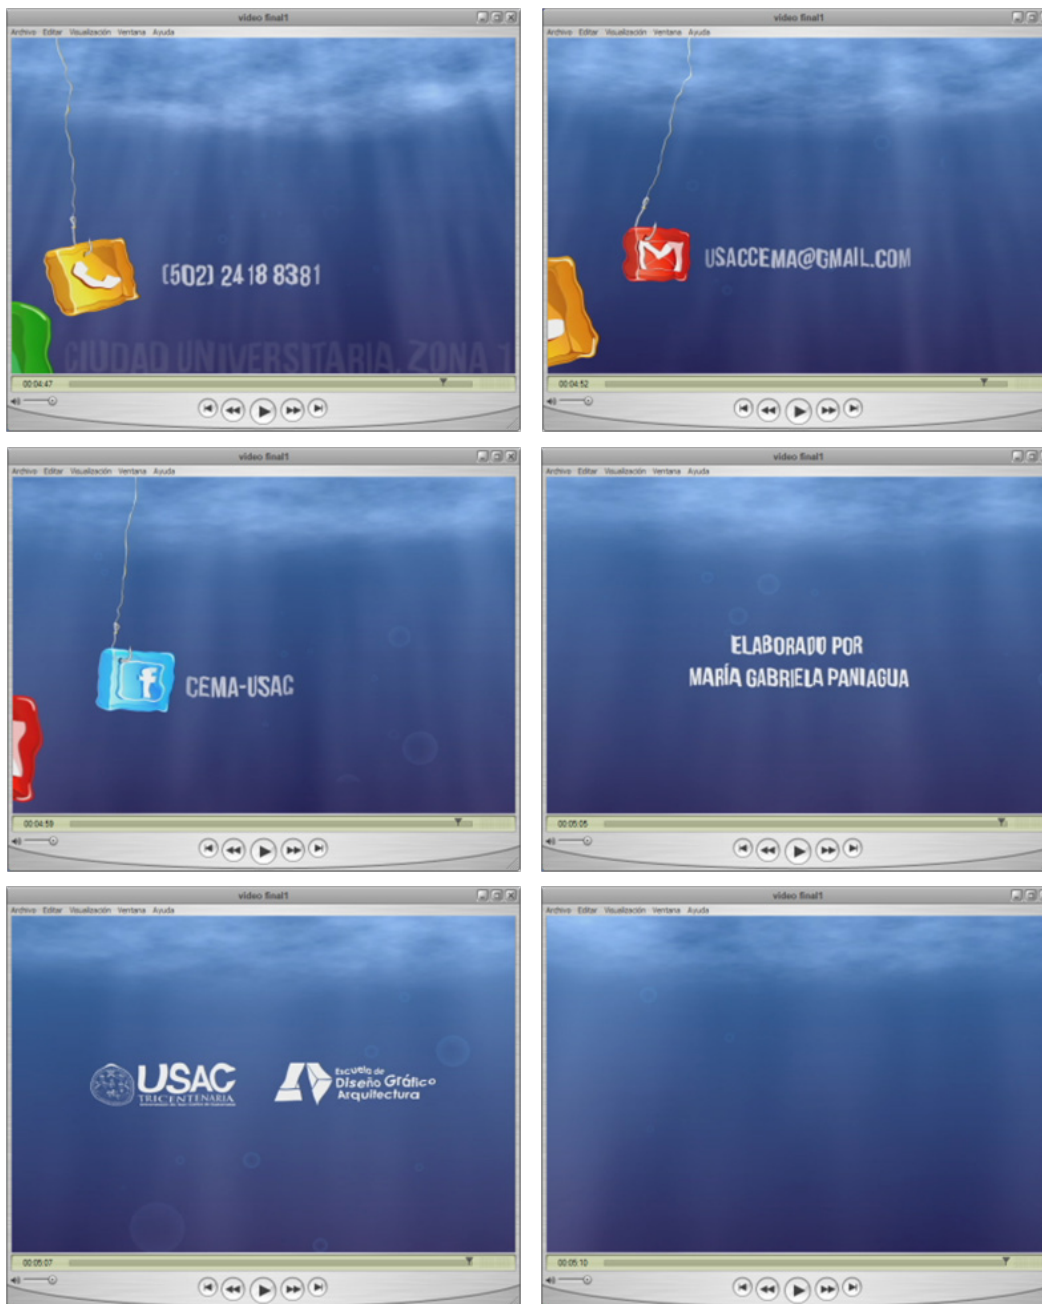 video final1
Archivo Editar Visualización Ventana Ayuda
(502) 2418 8381
CIUDAD UNIVERSITARIA, ZONA 1
00:04:47
video final1
Archivo Editar Visualización Ventana Ayuda
USACCEMA@GMAIL.COM
00:04:52
video final1
Archivo Editar Visualización Ventana Ayuda
f
CEMA-USAC
00:04:59
video final1
Archivo Editar Visualización Ventana Ayuda
ELABORADO POR
MARÍA GABRIELA PANIAGUA
00:05:05
video final1
Archivo Editar Visualización Ventana Ayuda
USAC
TRICENTENARIA
Escuela de
Diseño Gráfico
Arquitectura
00:05:07
video final1
Archivo Editar Visualización Ventana Ayuda
00:05:10